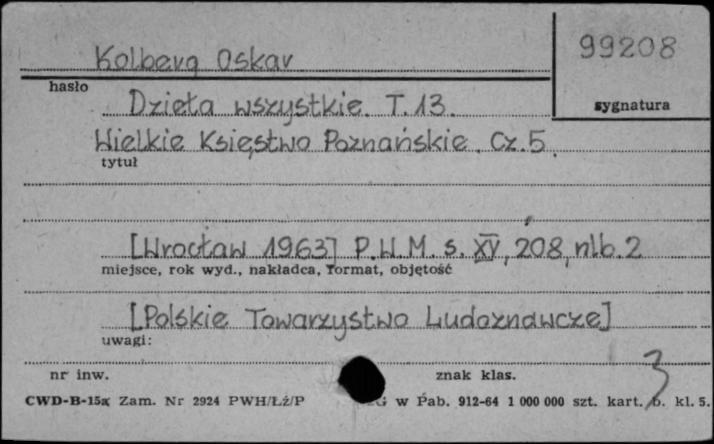 Kolberg Oskar
99208
hasło
sygnatura
Dzieła wszystkie. T. 13.
Wielkie Księstwo Poznańskie. Cz. 5.
tytuł
[Wrocław 1963] P.W.M. s. XV, 208, nlb. 2
miejsce, rok wyd., nakładca, format, objętość
[Polskie Towarzystwo Ludoznawcze]
uwagi:
nr inw.
znak klas.
3
CWD-B-15a Zam. Nr 2924 PWH/Łź/P G w Pab. 912-64 1 000 000 szt. kart. b. kl. 5.